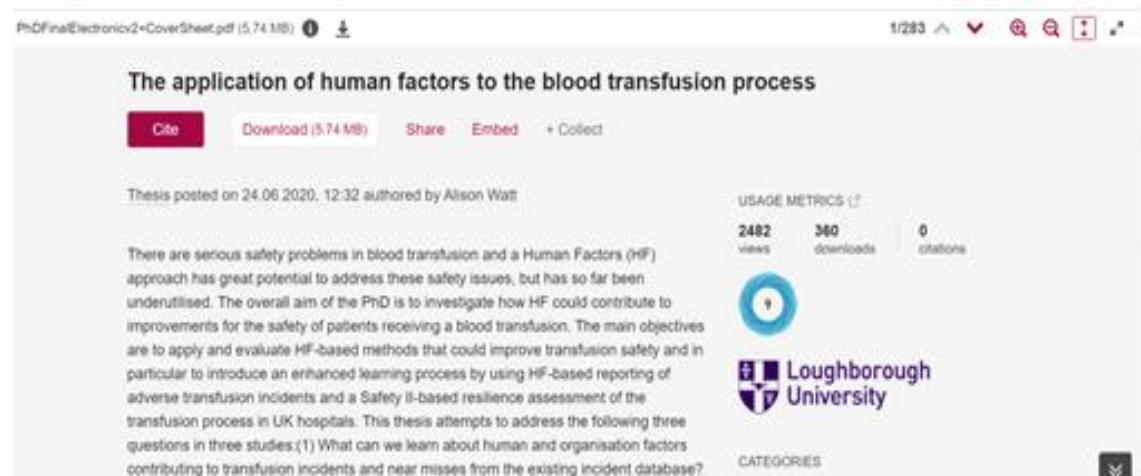 PhDFinalElectronicv2+CoverSheet.pdf (5.74 MB)
1/283
The application of human factors to the blood transfusion process
Cite
Download (5.74 MB)
Share
Embed
+ Collect
Thesis posted on 24.06.2020, 12:32 authored by Alison Watt
There are serious safety problems in blood transfusion and a Human Factors (HF)
approach has great potential to address these safety issues, but has so far been
underutilised. The overall aim of the PhD is to investigate how HF could contribute to
improvements for the safety of patients receiving a blood transfusion. The main objectives
are to apply and evaluate HF-based methods that could improve transfusion safety and in
particular to introduce an enhanced learning process by using HF-based reporting of
adverse transfusion incidents and a Safety II-based resilience assessment of the
transfusion process in UK hospitals. This thesis attempts to address the following three
questions in three studies:(1) What can we learn about human and organisation factors
contributing to transfusion incidents and near misses from the existing incident database?
USAGE METRICS
2482
views
360
downloads
0
citations
9
Loughborough
University
CATEGORIES